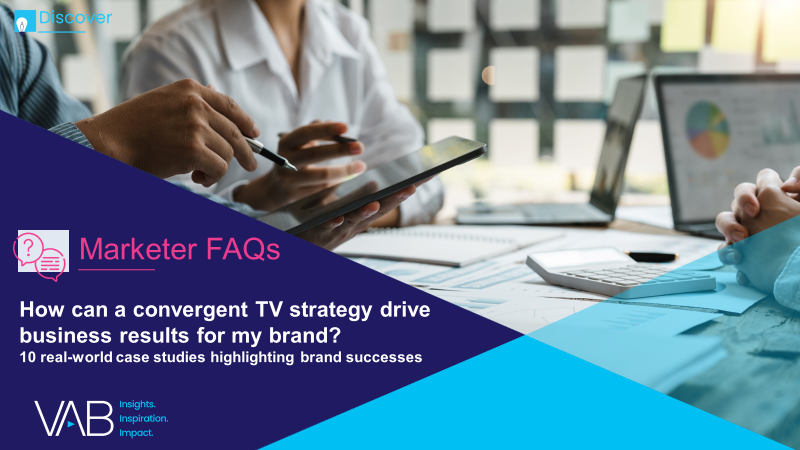 Discover
?
Marketer FAQs
How can a convergent TV strategy drive
business results for my brand?
10 real-world case studies highlighting brand successes
VAB
Insights.
Inspiration.
Impact.